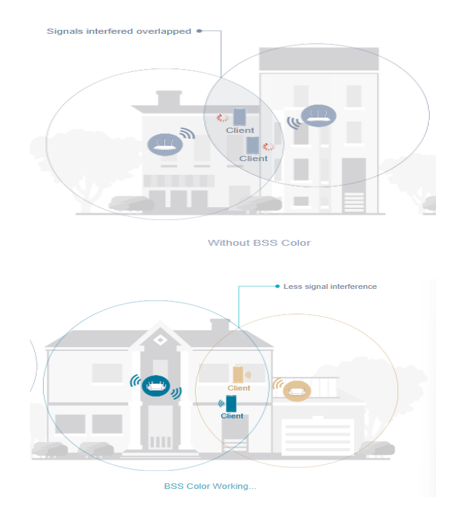 Signals interfered overlapped
Client
Client
Without BSS Color
Less signal interference
Client
Client
BSS Color Working...